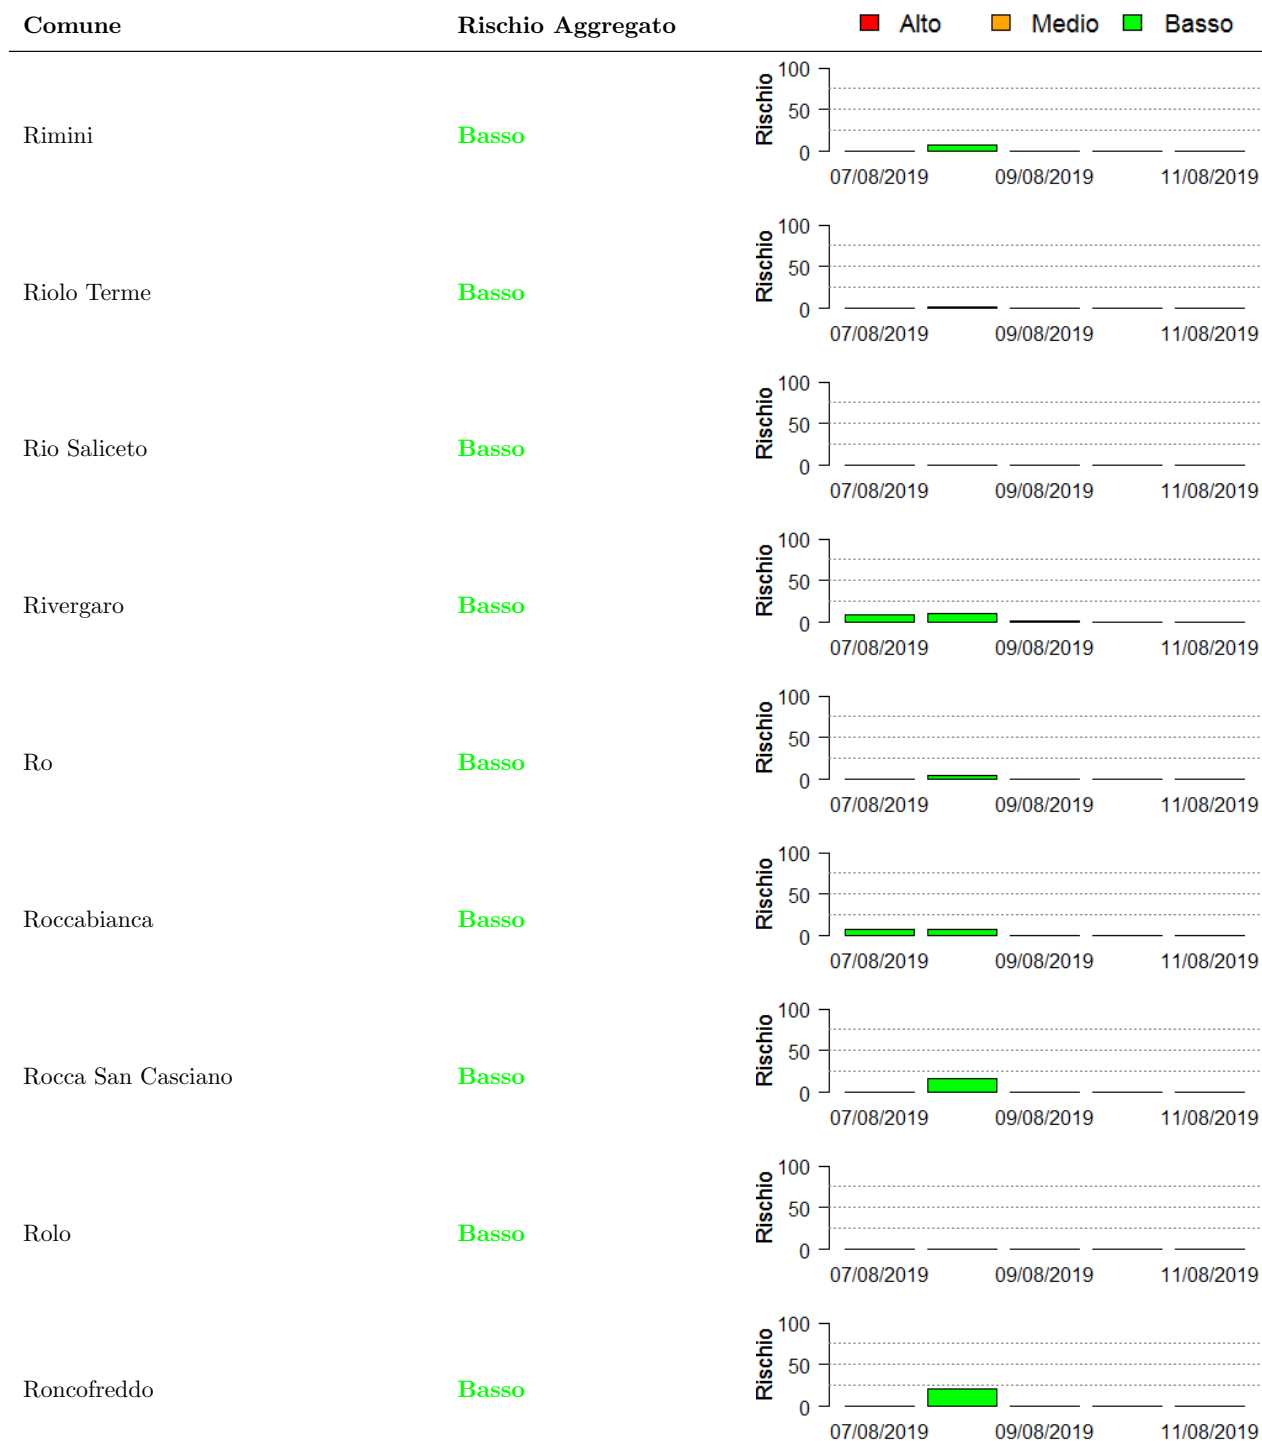 Comune Rischio Aggregato Alto Medio Basso
Rimini Basso
Rischio
100
50
0
07/08/2019 09/08/2019 11/08/2019
Riolo Terme Basso
Rischio
100
50
0
07/08/2019 09/08/2019 11/08/2019
Rio Saliceto Basso
Rischio
100
50
0
07/08/2019 09/08/2019 11/08/2019
Rivergaro Basso
Rischio
100
50
0
07/08/2019 09/08/2019 11/08/2019
Ro Basso
Rischio
100
50
0
07/08/2019 09/08/2019 11/08/2019
Roccabianca Basso
Rischio
100
50
0
07/08/2019 09/08/2019 11/08/2019
Rocca San Casciano Basso
Rischio
100
50
0
07/08/2019 09/08/2019 11/08/2019
Rolo Basso
Rischio
100
50
0
07/08/2019 09/08/2019 11/08/2019
Roncofreddo Basso
Rischio
100
50
0
07/08/2019 09/08/2019 11/08/2019